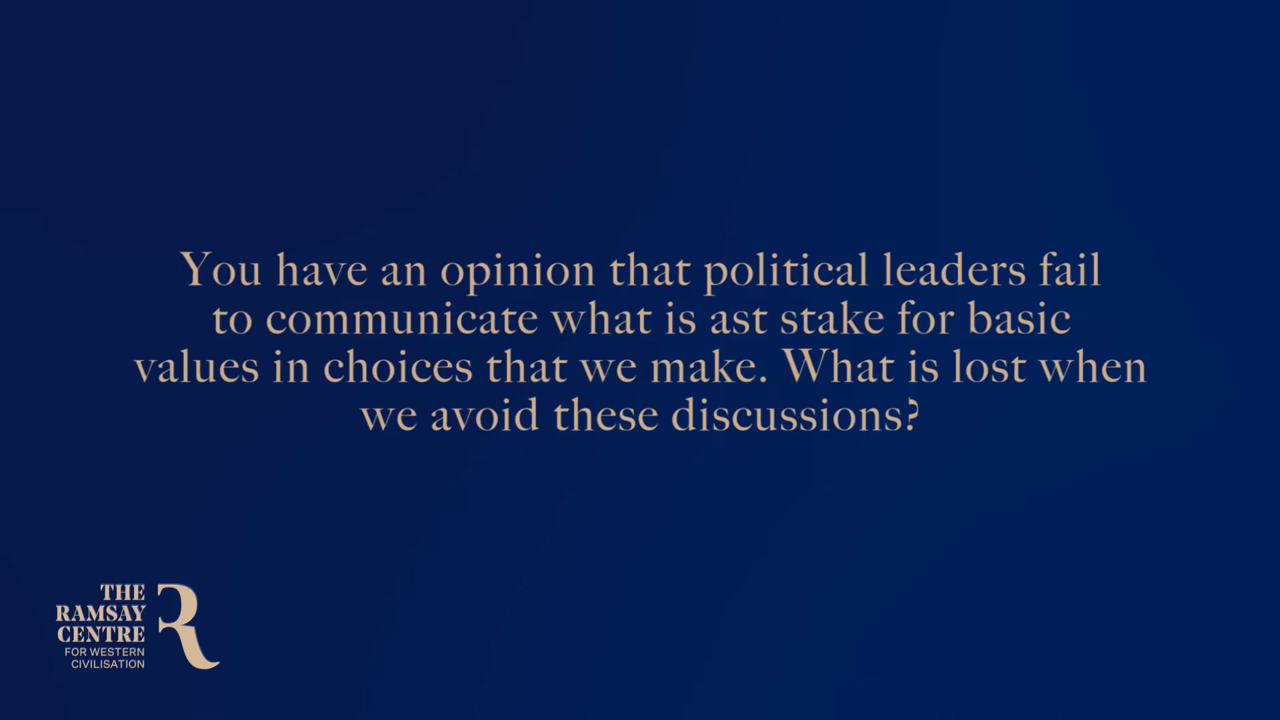 You have an opinion that political leaders fail
to communicate what is ast stake for basic
values in choices that we make. What is lost when
we avoid these discussions?
THE
RAMSAY
CENTRE
FOR WESTERN
CIVILISATION
R